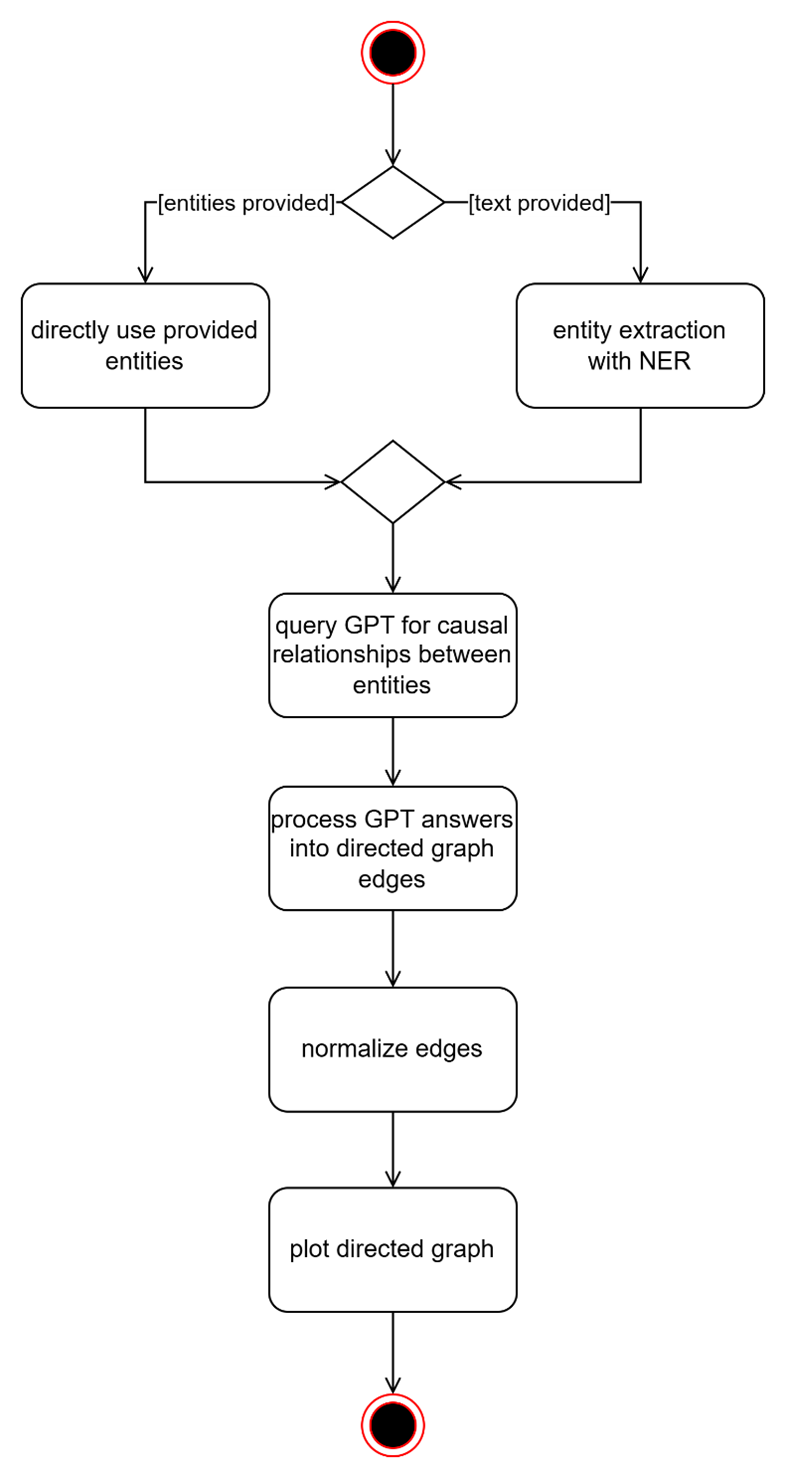 [entities provided]
[text provided]
directly use provided
entities
entity extraction
with NER
query GPT for causal
relationships between
entities
process GPT answers
into directed graph
edges
normalize edges
plot directed graph